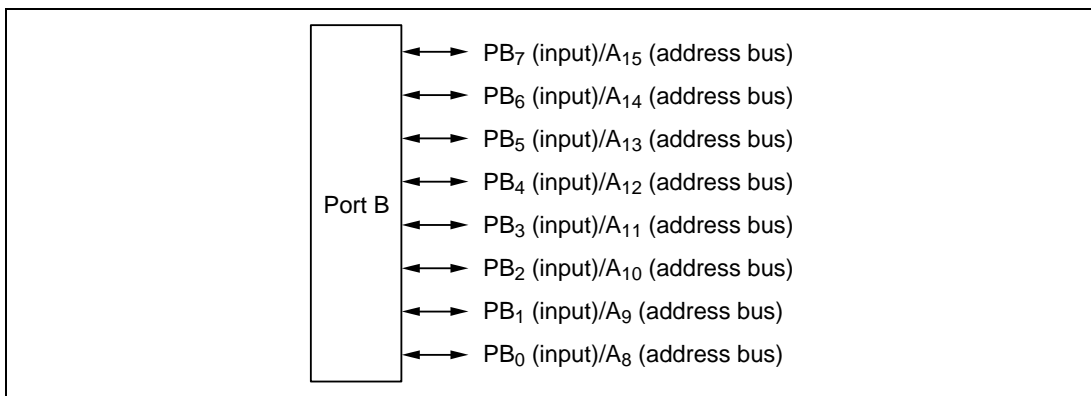 PB₇ (input)/A₁₅ (address bus)
PB₆ (input)/A₁₄ (address bus)
PB₅ (input)/A₁₃ (address bus)
PB₄ (input)/A₁₂ (address bus)
Port B
PB₃ (input)/A₁₁ (address bus)
PB₂ (input)/A₁₀ (address bus)
PB₁ (input)/A₉ (address bus)
PB₀ (input)/A₈ (address bus)